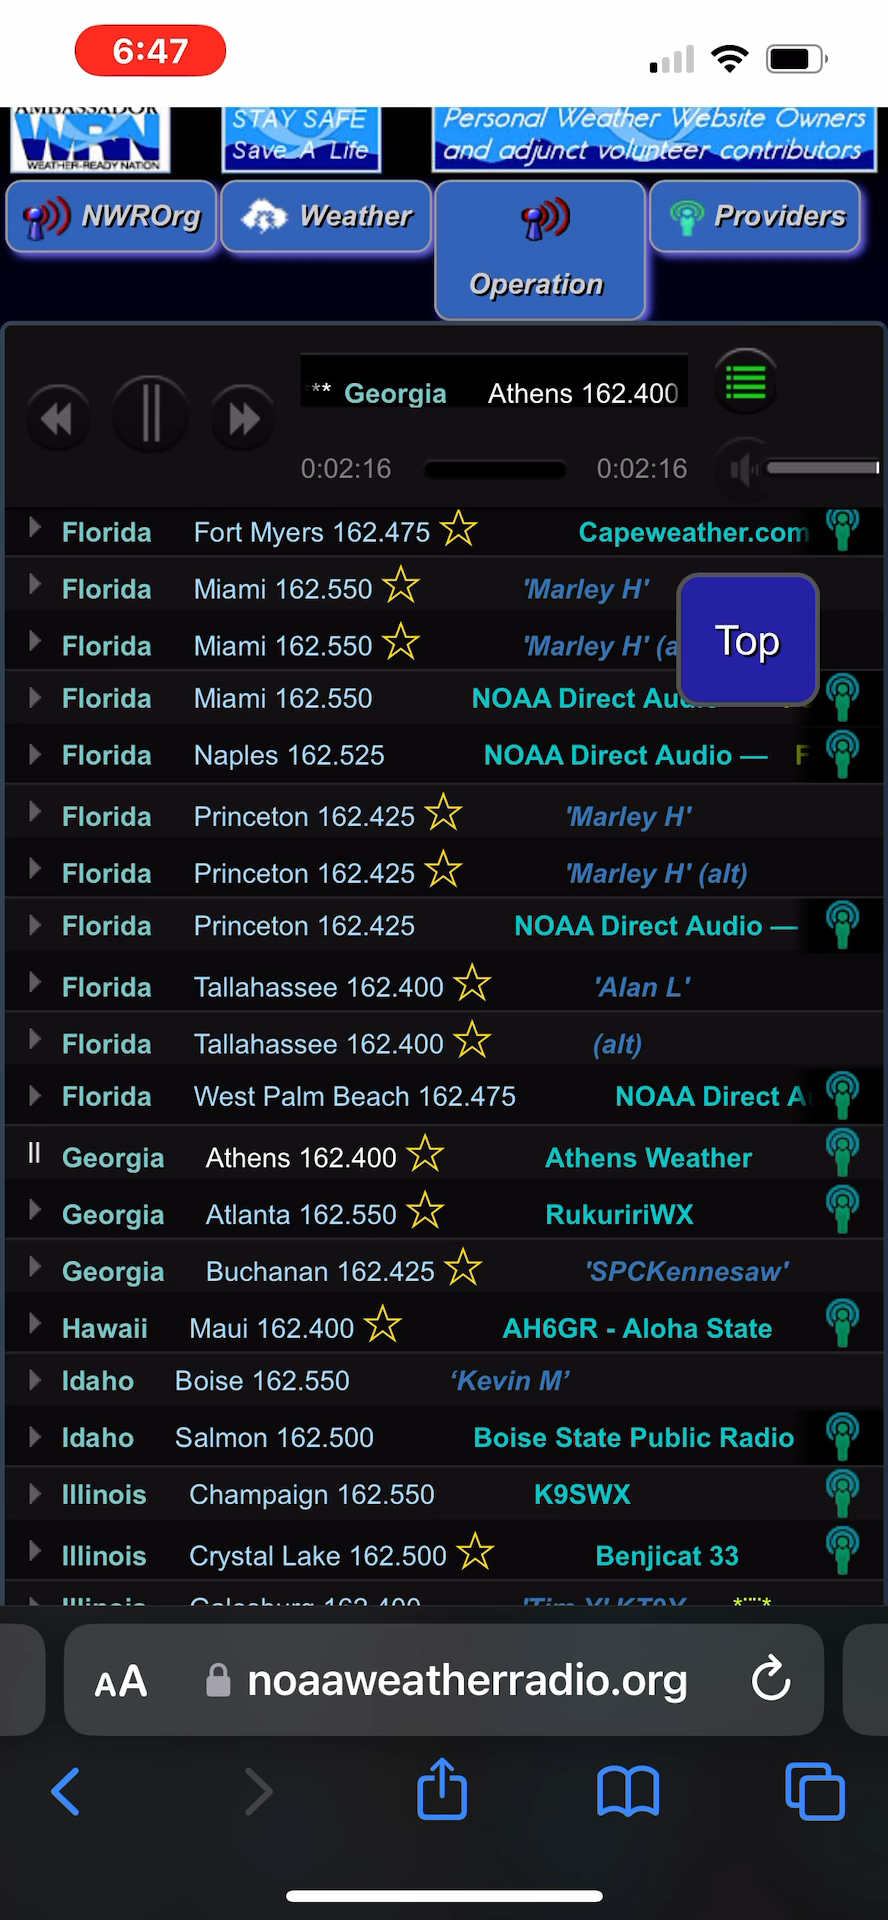 6:47
AMBASSADOR
WRN
WEATHER-READY NATION
STAY SAFE
Save A Life
Personal Weather Website Owners
and adjunct volunteer contributors
NWROrg
Weather
Operation
Providers
** Georgia Athens 162.400
0:02:16 0:02:16
Florida Fort Myers 162.475 Capeweather.com
Florida Miami 162.550 'Marley H'
Top
Florida Miami 162.550 'Marley H' (a
Florida Miami 162.550 NOAA Direct Audio
Florida Naples 162.525 NOAA Direct Audio — F
Florida Princeton 162.425 'Marley H'
Florida Princeton 162.425 'Marley H' (alt)
Florida Princeton 162.425 NOAA Direct Audio —
Florida Tallahassee 162.400 'Alan L'
Florida Tallahassee 162.400 (alt)
Florida West Palm Beach 162.475 NOAA Direct A
Georgia Athens 162.400 Athens Weather
Georgia Atlanta 162.550 RukuririWX
Georgia Buchanan 162.425 'SPCKennesaw'
Hawaii Maui 162.400 AH6GR - Aloha State
Idaho Boise 162.550 ‘Kevin M’
Idaho Salmon 162.500 Boise State Public Radio
Illinois Champaign 162.550 K9SWX
Illinois Crystal Lake 162.500 Benjicat 33
Illinois Galesburg 162.400
AA noaaweatherradio.org